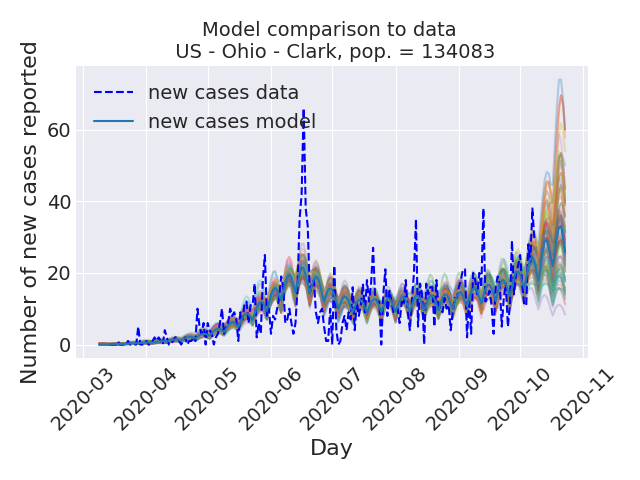 Model comparison to data
US - Ohio - Clark, pop. = 134083
Number of new cases reported
new cases data
new cases model
60
40
20
0
2020-03
2020-04
2020-05
2020-06
2020-07
2020-08
2020-09
2020-10
2020-11
Day